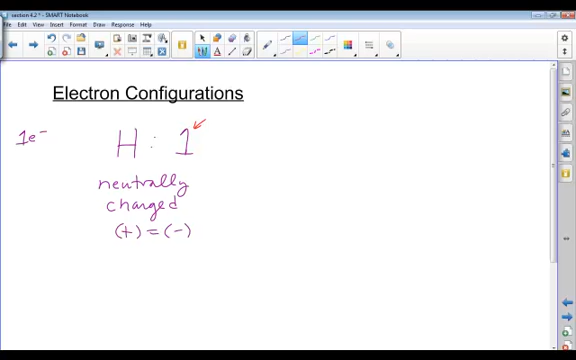 section 4.2 * - SMART Notebook
File Edit View Insert Format Tools Draw Response Help
Electron Configurations
1e⁻
H : 1
neutrally
charged
(+) = (-)